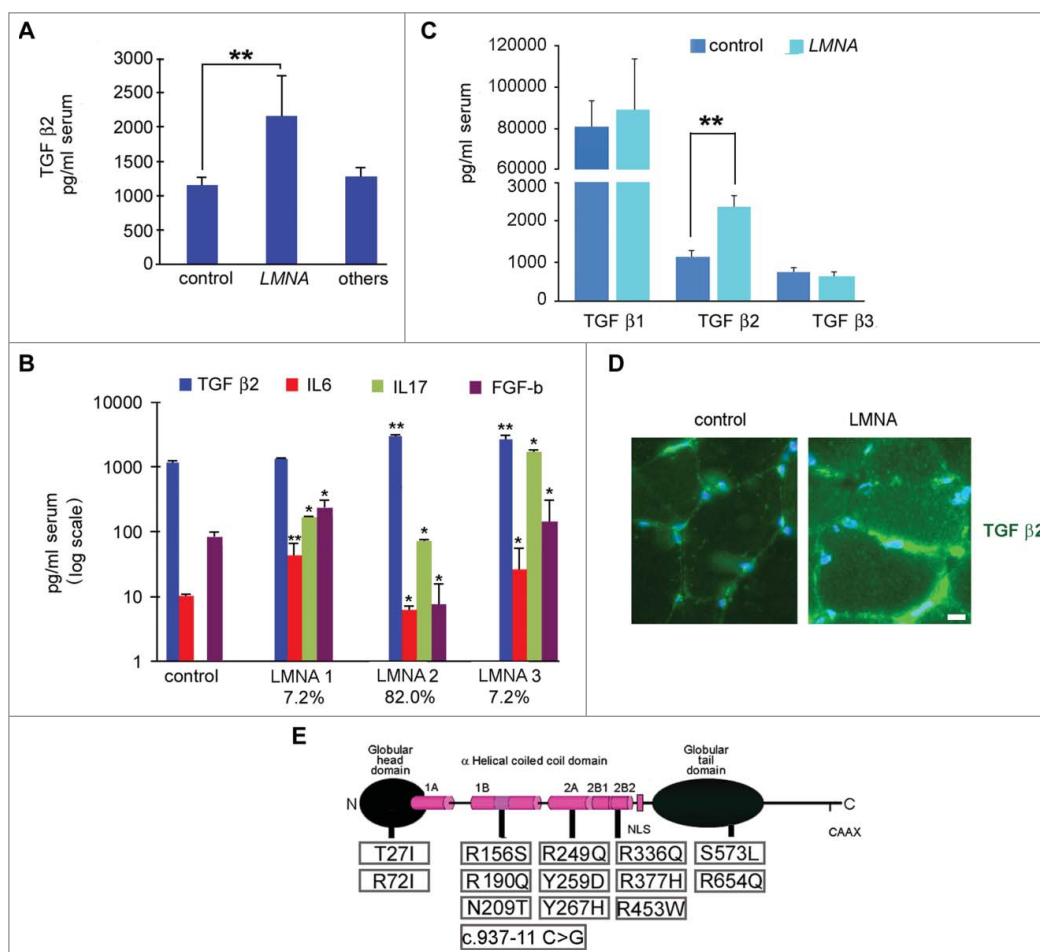 A
TGF β2
pg/ml serum
3000
2500
2000
1500
1000
500
0
**
control
LMNA
others
C
control
LMNA
pg/ml serum
120000
100000
80000
60000
3000
2000
1000
0
**
TGF β1
TGF β2
TGF β3
B
TGF β2
IL6
IL17
FGF-b
pg/ml serum
(log scale)
10000
1000
100
10
1
** * *
** * * *
** * * *
control
LMNA 1
7.2%
LMNA 2
82.0%
LMNA 3
7.2%
D
control
LMNA
TGF β2
E
Globular
head
domain
α Helical coiled coil domain
Globular
tail
domain
N
1A
1B
2A
2B1
2B2
NLS
C
CAAX
T27I
R72I
R156S
R190Q
N209T
c.937-11 C>G
R249Q
Y259D
Y267H
R336Q
R377H
R453W
S573L
R654Q